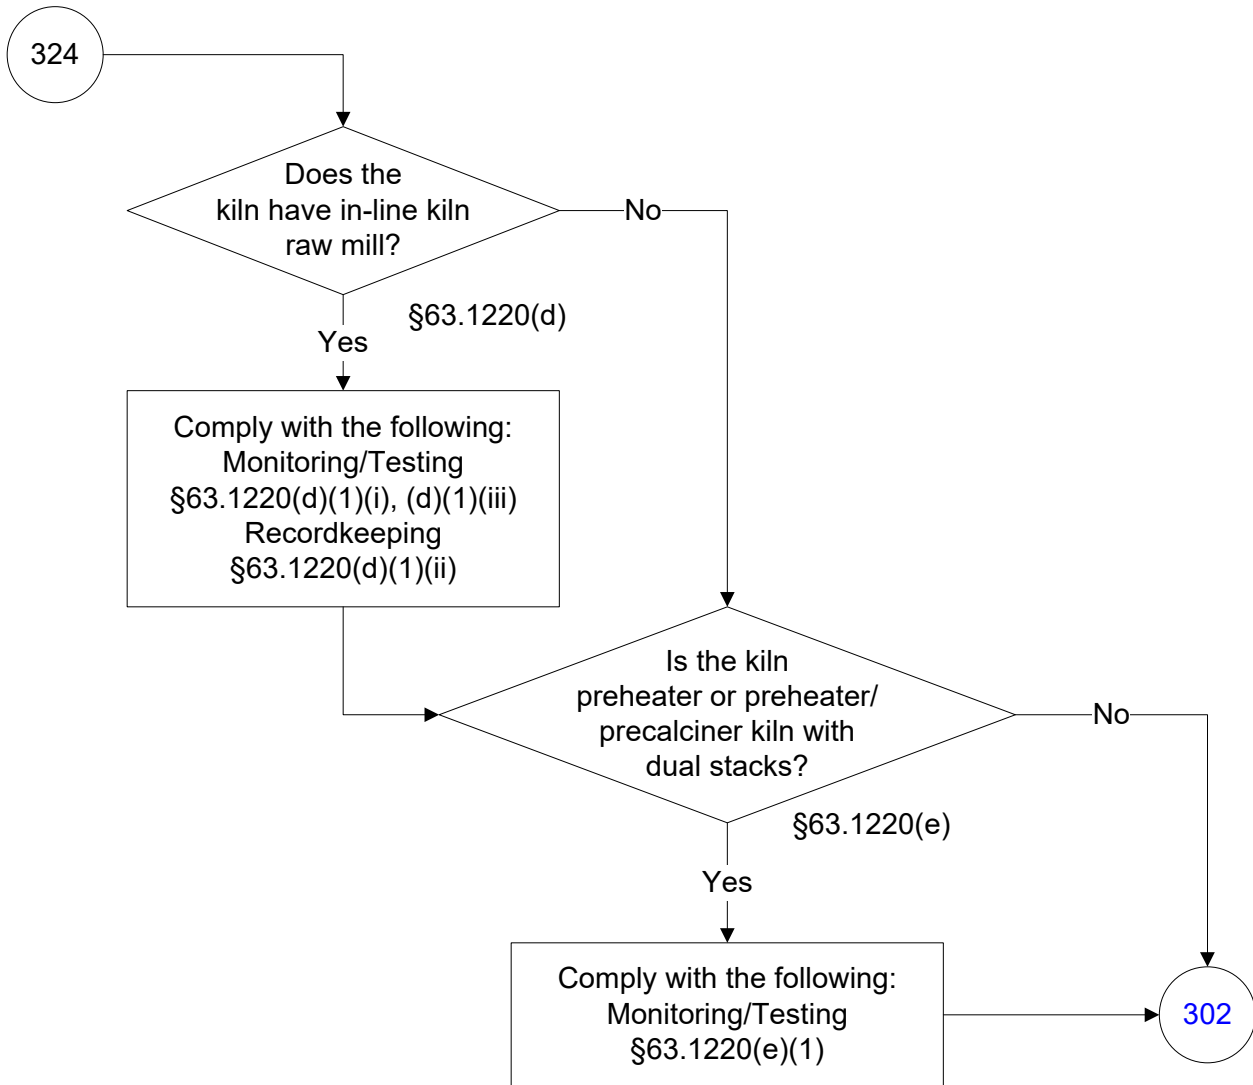 324
Does the
kiln have in-line kiln
raw mill?
No
§63.1220(d)
Yes
Comply with the following:
Monitoring/Testing
§63.1220(d)(1)(i), (d)(1)(iii)
Recordkeeping
§63.1220(d)(1)(ii)
Is the kiln
preheater or preheater/
precalciner kiln with
dual stacks?
No
§63.1220(e)
Yes
Comply with the following:
Monitoring/Testing
§63.1220(e)(1)
302